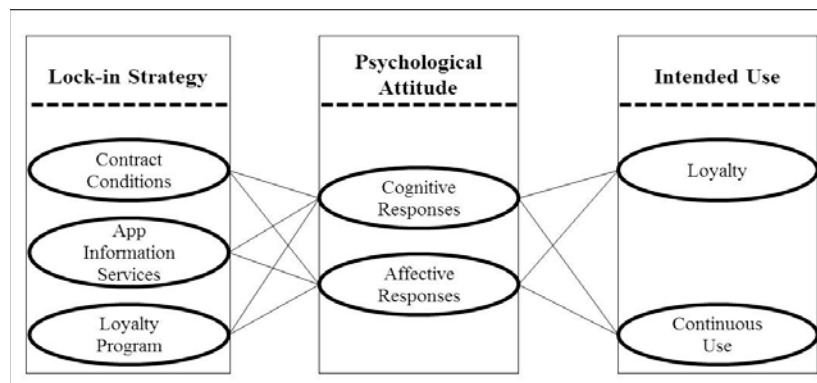 Lock-in Strategy
Contract
Conditions
App
Information
Services
Loyalty
Program
Psychological
Attitude
Cognitive
Responses
Affective
Responses
Intended Use
Loyalty
Continuous
Use